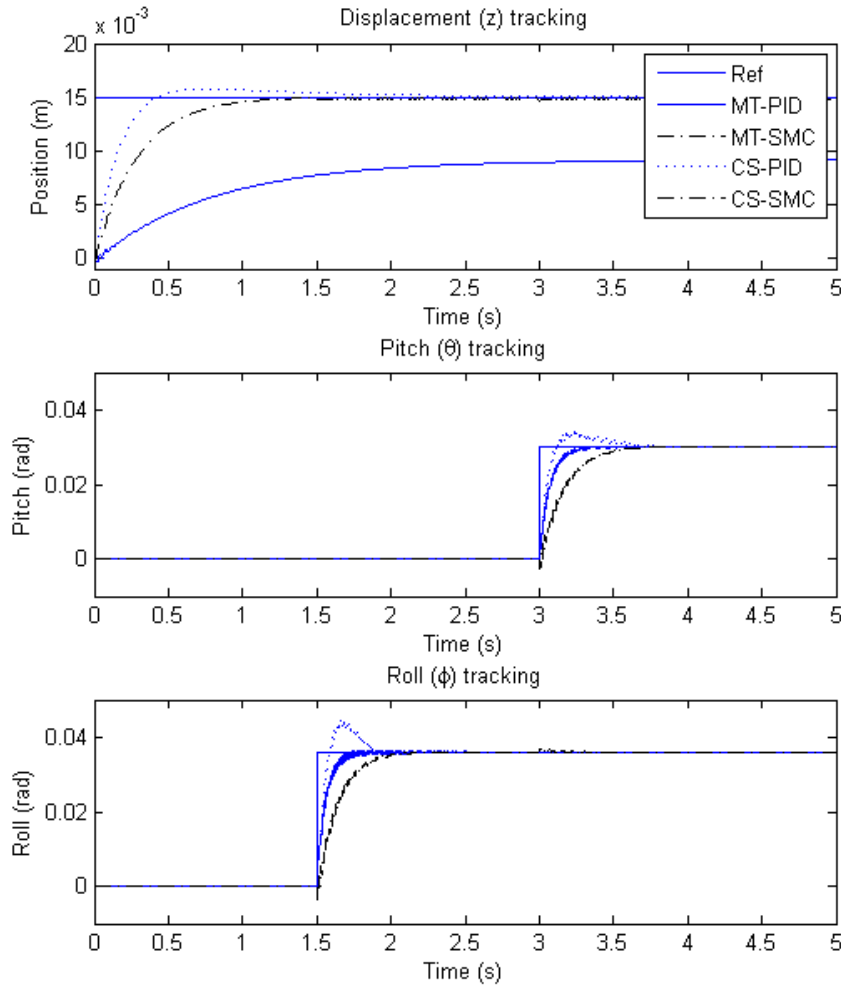 x 10⁻³
Displacement (z) tracking
20
15
10
5
0
Position (m)
Ref
MT-PID
MT-SMC
CS-PID
CS-SMC
0 0.5 1 1.5 2 2.5 3 3.5 4 4.5 5
Time (s)
Pitch (θ) tracking
0.04
0.02
0
Pitch (rad)
0 0.5 1 1.5 2 2.5 3 3.5 4 4.5 5
Time (s)
Roll (ϕ) tracking
0.04
0.02
0
Roll (rad)
0 0.5 1 1.5 2 2.5 3 3.5 4 4.5 5
Time (s)